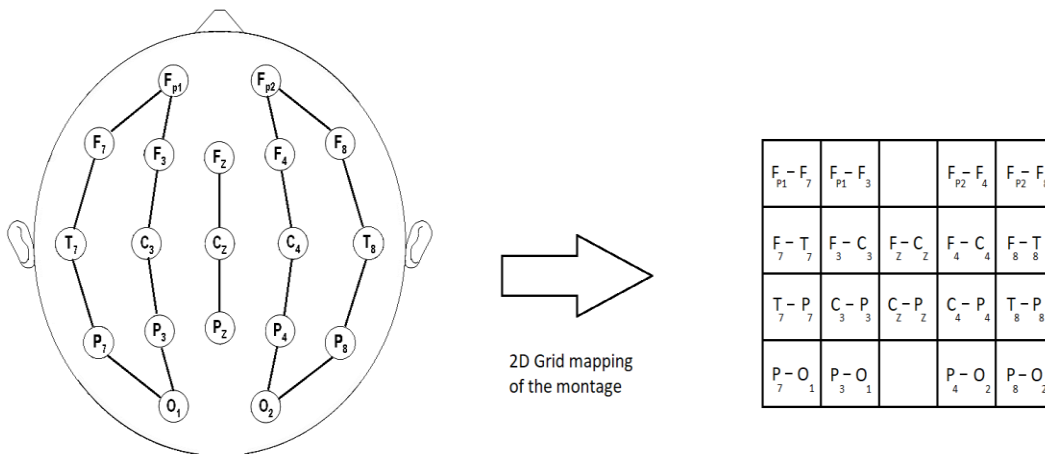 Fp1 Fp2
F7 F3 FZ F4 F8
T7 C3 CZ C4 T8
P7 P3 PZ P4 P8
O1 O2
2D Grid mapping
of the montage
FP1 – F7 FP1 – F3 FP2 – F4 FP2 – F8
F7 – T7 F3 – C3 FZ – CZ F4 – C4 F8 – T8
T7 – P7 C3 – P3 CZ – PZ C4 – P4 T8 – P8
P7 – O1 P3 – O1 P4 – O2 P8 – O2